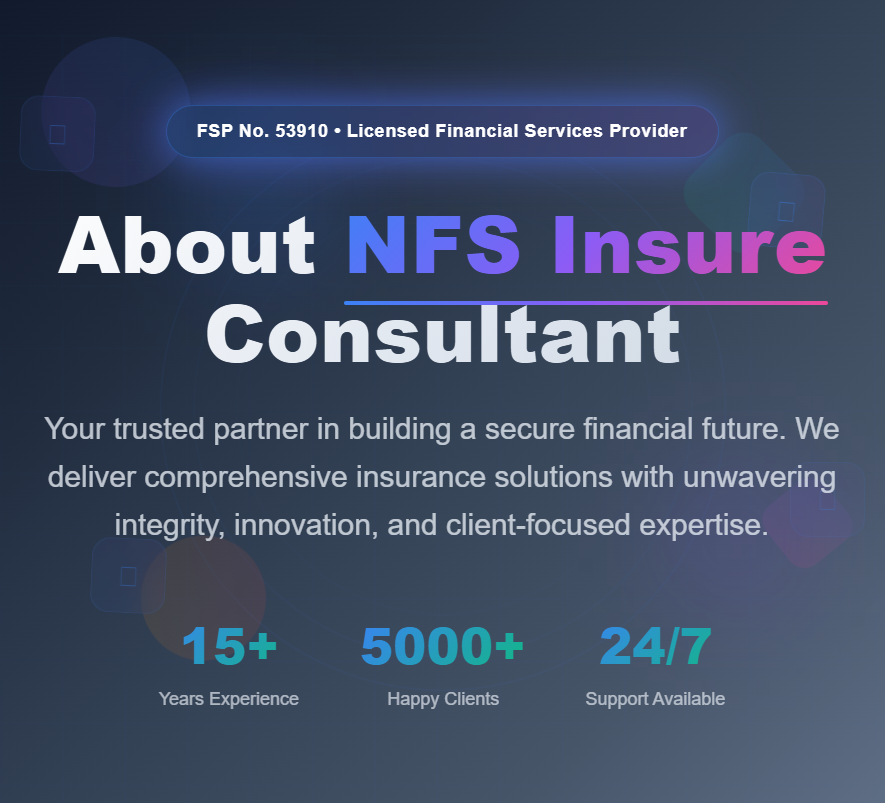 FSP No. 53910 • Licensed Financial Services Provider
About NFS Insure
Consultant
Your trusted partner in building a secure financial future. We
deliver comprehensive insurance solutions with unwavering
integrity, innovation, and client-focused expertise.
15+ 5000+ 24/7
Years Experience Happy Clients Support Available